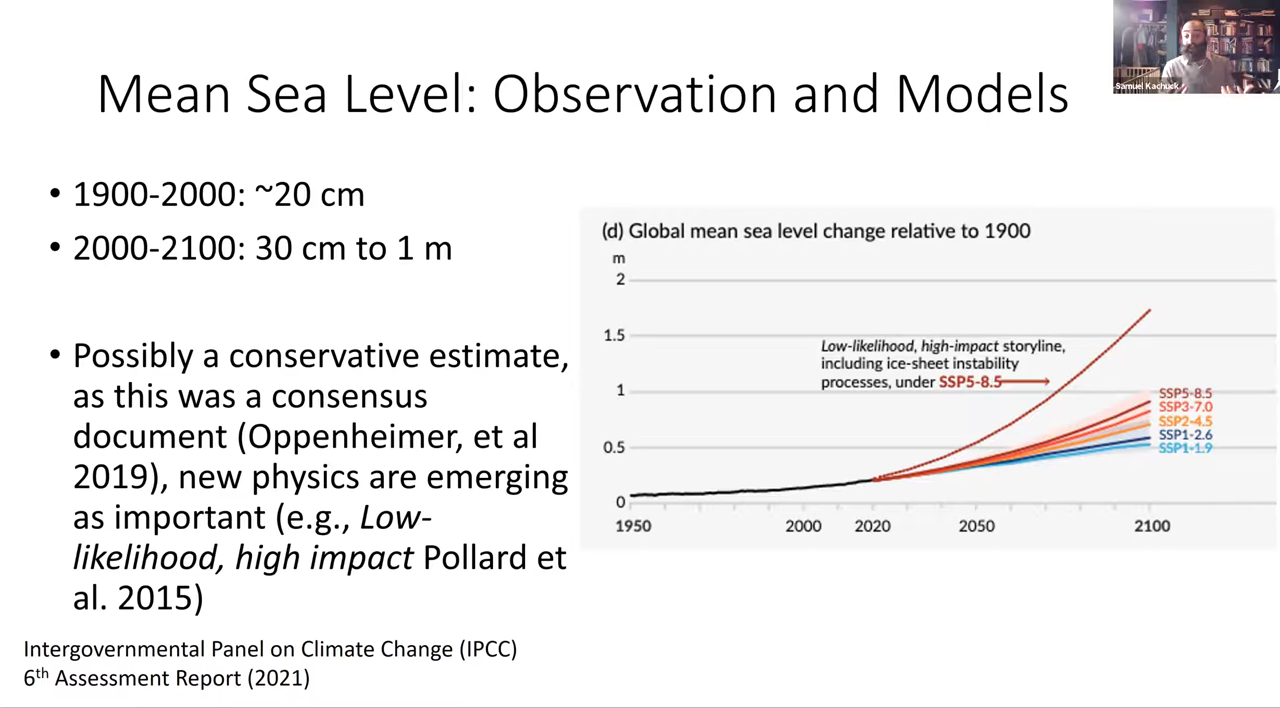 Samuel Kachuck
Mean Sea Level: Observation and Models
• 1900-2000: ~20 cm
• 2000-2100: 30 cm to 1 m
• Possibly a conservative estimate,
as this was a consensus
document (Oppenheimer, et al
2019), new physics are emerging
as important (e.g., Low-
likelihood, high impact Pollard et
al. 2015)
Intergovernmental Panel on Climate Change (IPCC)
6th Assessment Report (2021)
(d) Global mean sea level change relative to 1900
m
2
1.5
1
0.5
0
Low-likelihood, high-impact storyline,
including ice-sheet instability
processes, under SSP5-8.5
SSP5-8.5
SSP3-7.0
SSP2-4.5
SSP1-2.6
SSP1-1.9
1950 2000 2020 2050 2100